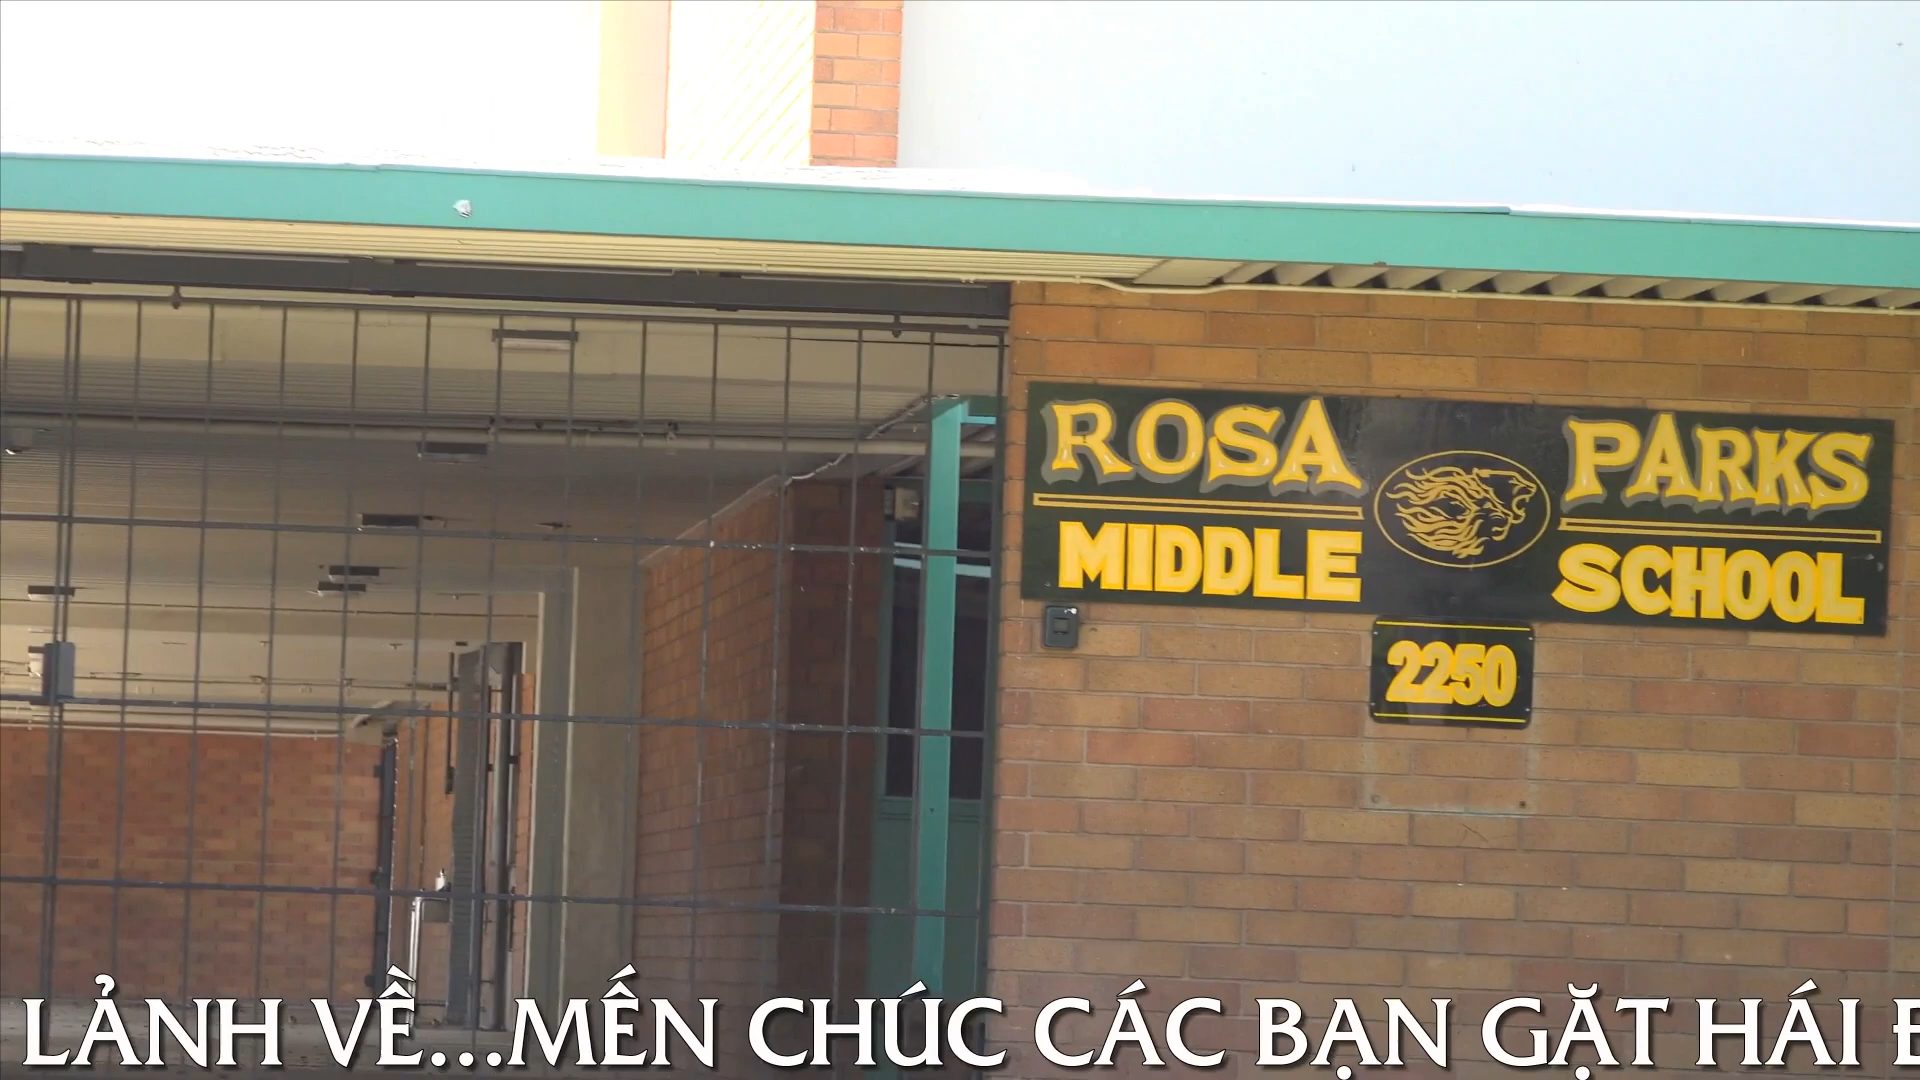 ROSA PARKS
MIDDLE SCHOOL
2250
LẢNH VỀ...MẾN CHÚC CÁC BẠN GẶT HÁI